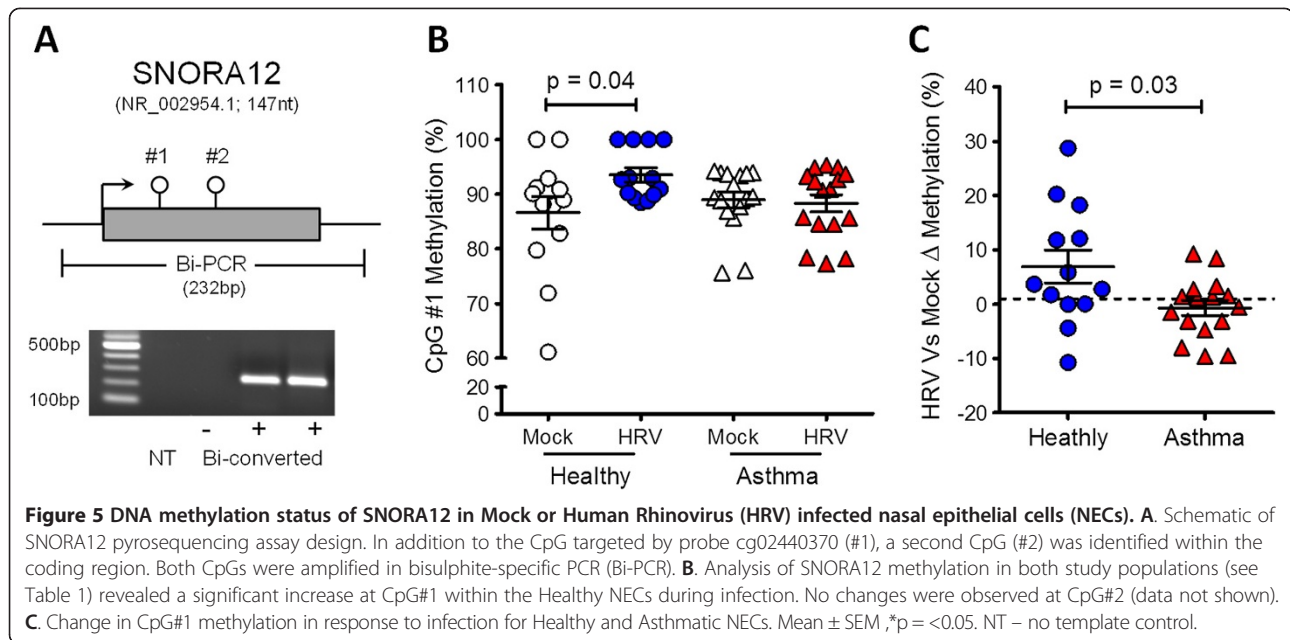 A
SNORA12
(NR_002954.1; 147nt)
#1 #2
Bi-PCR
(232bp)
500bp
100bp
- + +
NT Bi-converted
B
p = 0.04
CpG #1 Methylation (%)
110
100
90
80
70
60
20
0
Mock HRV Mock HRV
Healthy Asthma
C
p = 0.03
HRV Vs Mock Δ Methylation (%)
40
30
20
10
0
-10
-20
Heathly Asthma
Figure 5 DNA methylation status of SNORA12 in Mock or Human Rhinovirus (HRV) infected nasal epithelial cells (NECs). A. Schematic of
SNORA12 pyrosequencing assay design. In addition to the CpG targeted by probe cg02440370 (#1), a second CpG (#2) was identified within the
coding region. Both CpGs were amplified in bisulphite-specific PCR (Bi-PCR). B. Analysis of SNORA12 methylation in both study populations (see
Table 1) revealed a significant increase at CpG#1 within the Healthy NECs during infection. No changes were observed at CpG#2 (data not shown).
C. Change in CpG#1 methylation in response to infection for Healthy and Asthmatic NECs. Mean ± SEM ,*p = <0.05. NT – no template control.